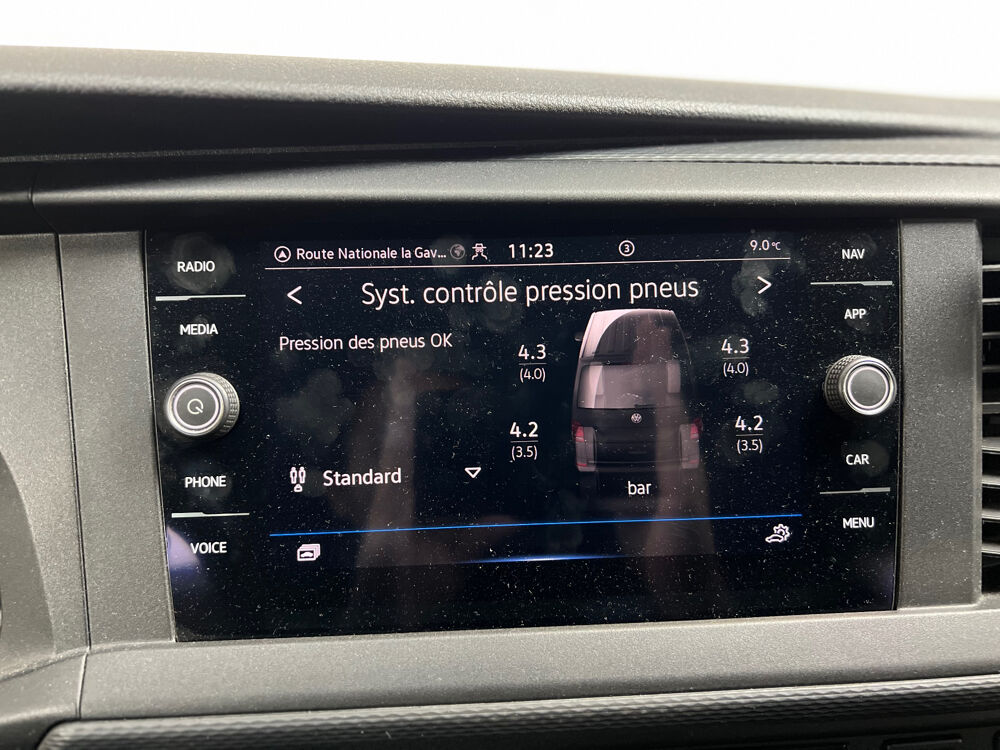 Route Nationale la Gav... 11:23 3 9.0°C
RADIO
NAV
< Syst. contrôle pression pneus >
MEDIA
APP
Pression des pneus OK
4.3
(4.0)
4.3
(4.0)
4.2
(3.5)
4.2
(3.5)
PHONE
Standard
bar
CAR
VOICE
MENU